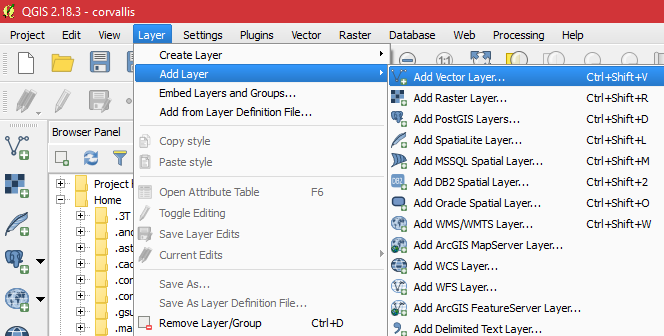 QGIS 2.18.3 - corvallis
Project Edit View Layer Settings Plugins Vector Raster Database Web Processing Help
Create Layer
Add Layer
Embed Layers and Groups...
Add from Layer Definition File...
Copy style
Paste style
Open Attribute Table F6
Toggle Editing
Save Layer Edits
Current Edits
Save As...
Save As Layer Definition File...
Remove Layer/Group Ctrl+D
Add Vector Layer... Ctrl+Shift+V
Add Raster Layer... Ctrl+Shift+R
Add PostGIS Layers... Ctrl+Shift+D
Add SpatiaLite Layer... Ctrl+Shift+L
Add MSSQL Spatial Layer... Ctrl+Shift+M
Add DB2 Spatial Layer... Ctrl+Shift+2
Add Oracle Spatial Layer... Ctrl+Shift+O
Add WMS/WMTS Layer... Ctrl+Shift+W
Add ArcGIS MapServer Layer...
Add WCS Layer...
Add WFS Layer...
Add ArcGIS FeatureServer Layer...
Add Delimited Text Layer...
1:1
DB2
Browser Panel
Project
Home
.3T
.and
.ast
.cac
.con
.gsu
.ma